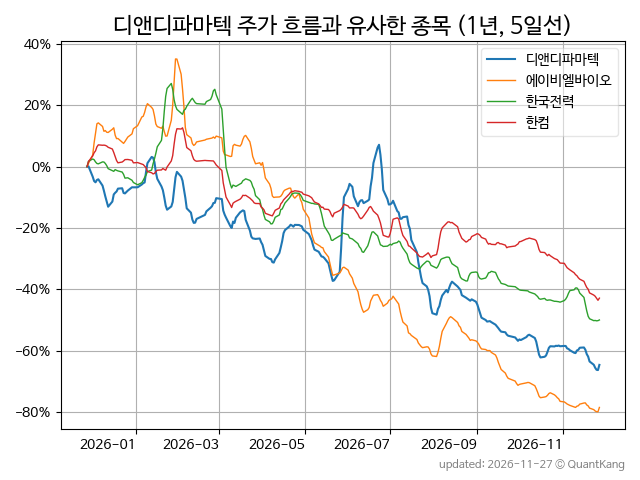 디앤디파마텍 주가 흐름과 유사한 종목 (1년, 5일선)
40%
20%
0%
−20%
−40%
−60%
−80%
디앤디파마텍
에이비엘바이오
한국전력
한컴
2026-01
2026-03
2026-05
2026-07
2026-09
2026-11
updated: 2026-11-27 © QuantKang